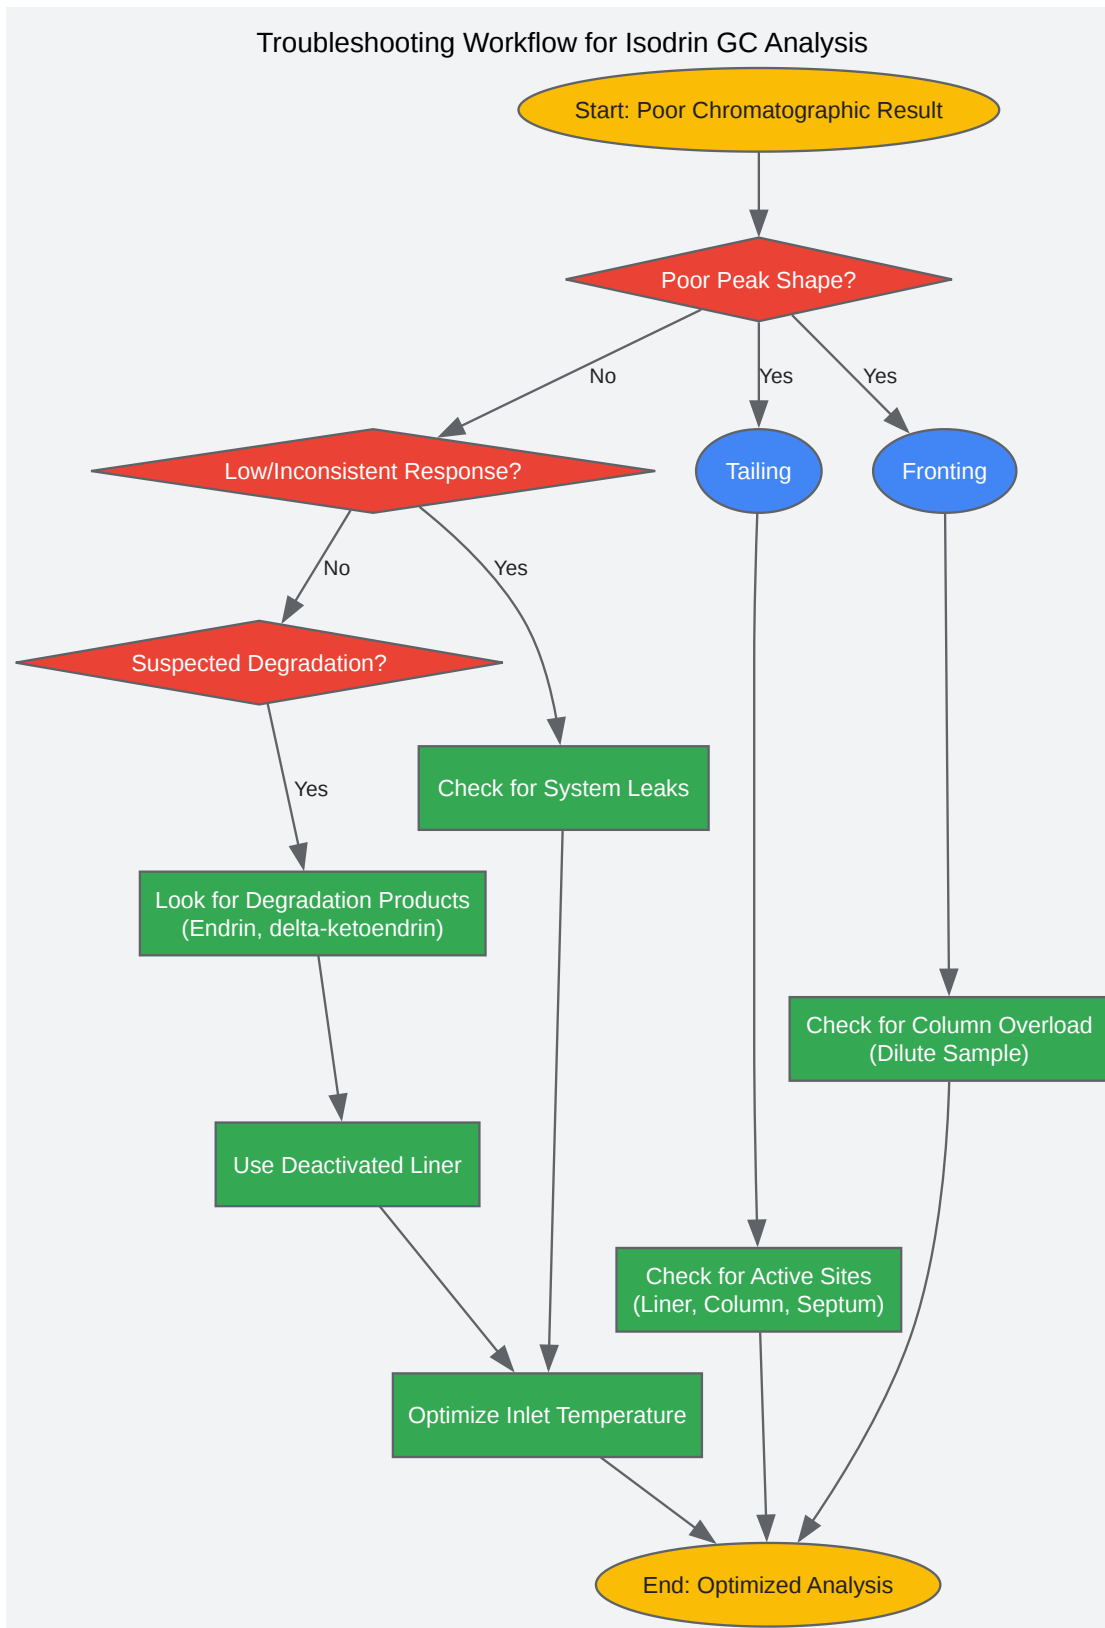 Troubleshooting Workflow for Isodrin GC Analysis
Start: Poor Chromatographic Result
Poor Peak Shape?
No
Yes
Yes
Low/Inconsistent Response?
Tailing
Fronting
No
Yes
Suspected Degradation?
Yes
Check for System Leaks
Look for Degradation Products
(Endrin, delta-ketoendrin)
Check for Column Overload
(Dilute Sample)
Use Deactivated Liner
Check for Active Sites
(Liner, Column, Septum)
Optimize Inlet Temperature
End: Optimized Analysis